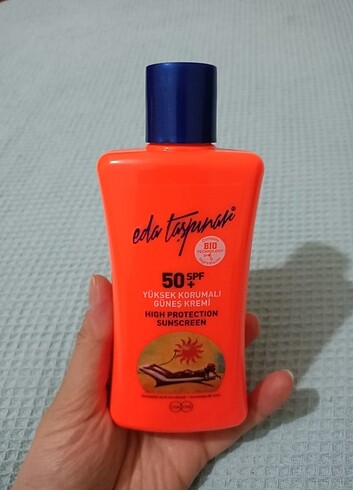 eda taşpınar®
BIO
50+ SPF
YÜKSEK KORUMALI
GÜNEŞ KREMİ
HIGH PROTECTION
SUNSCREEN